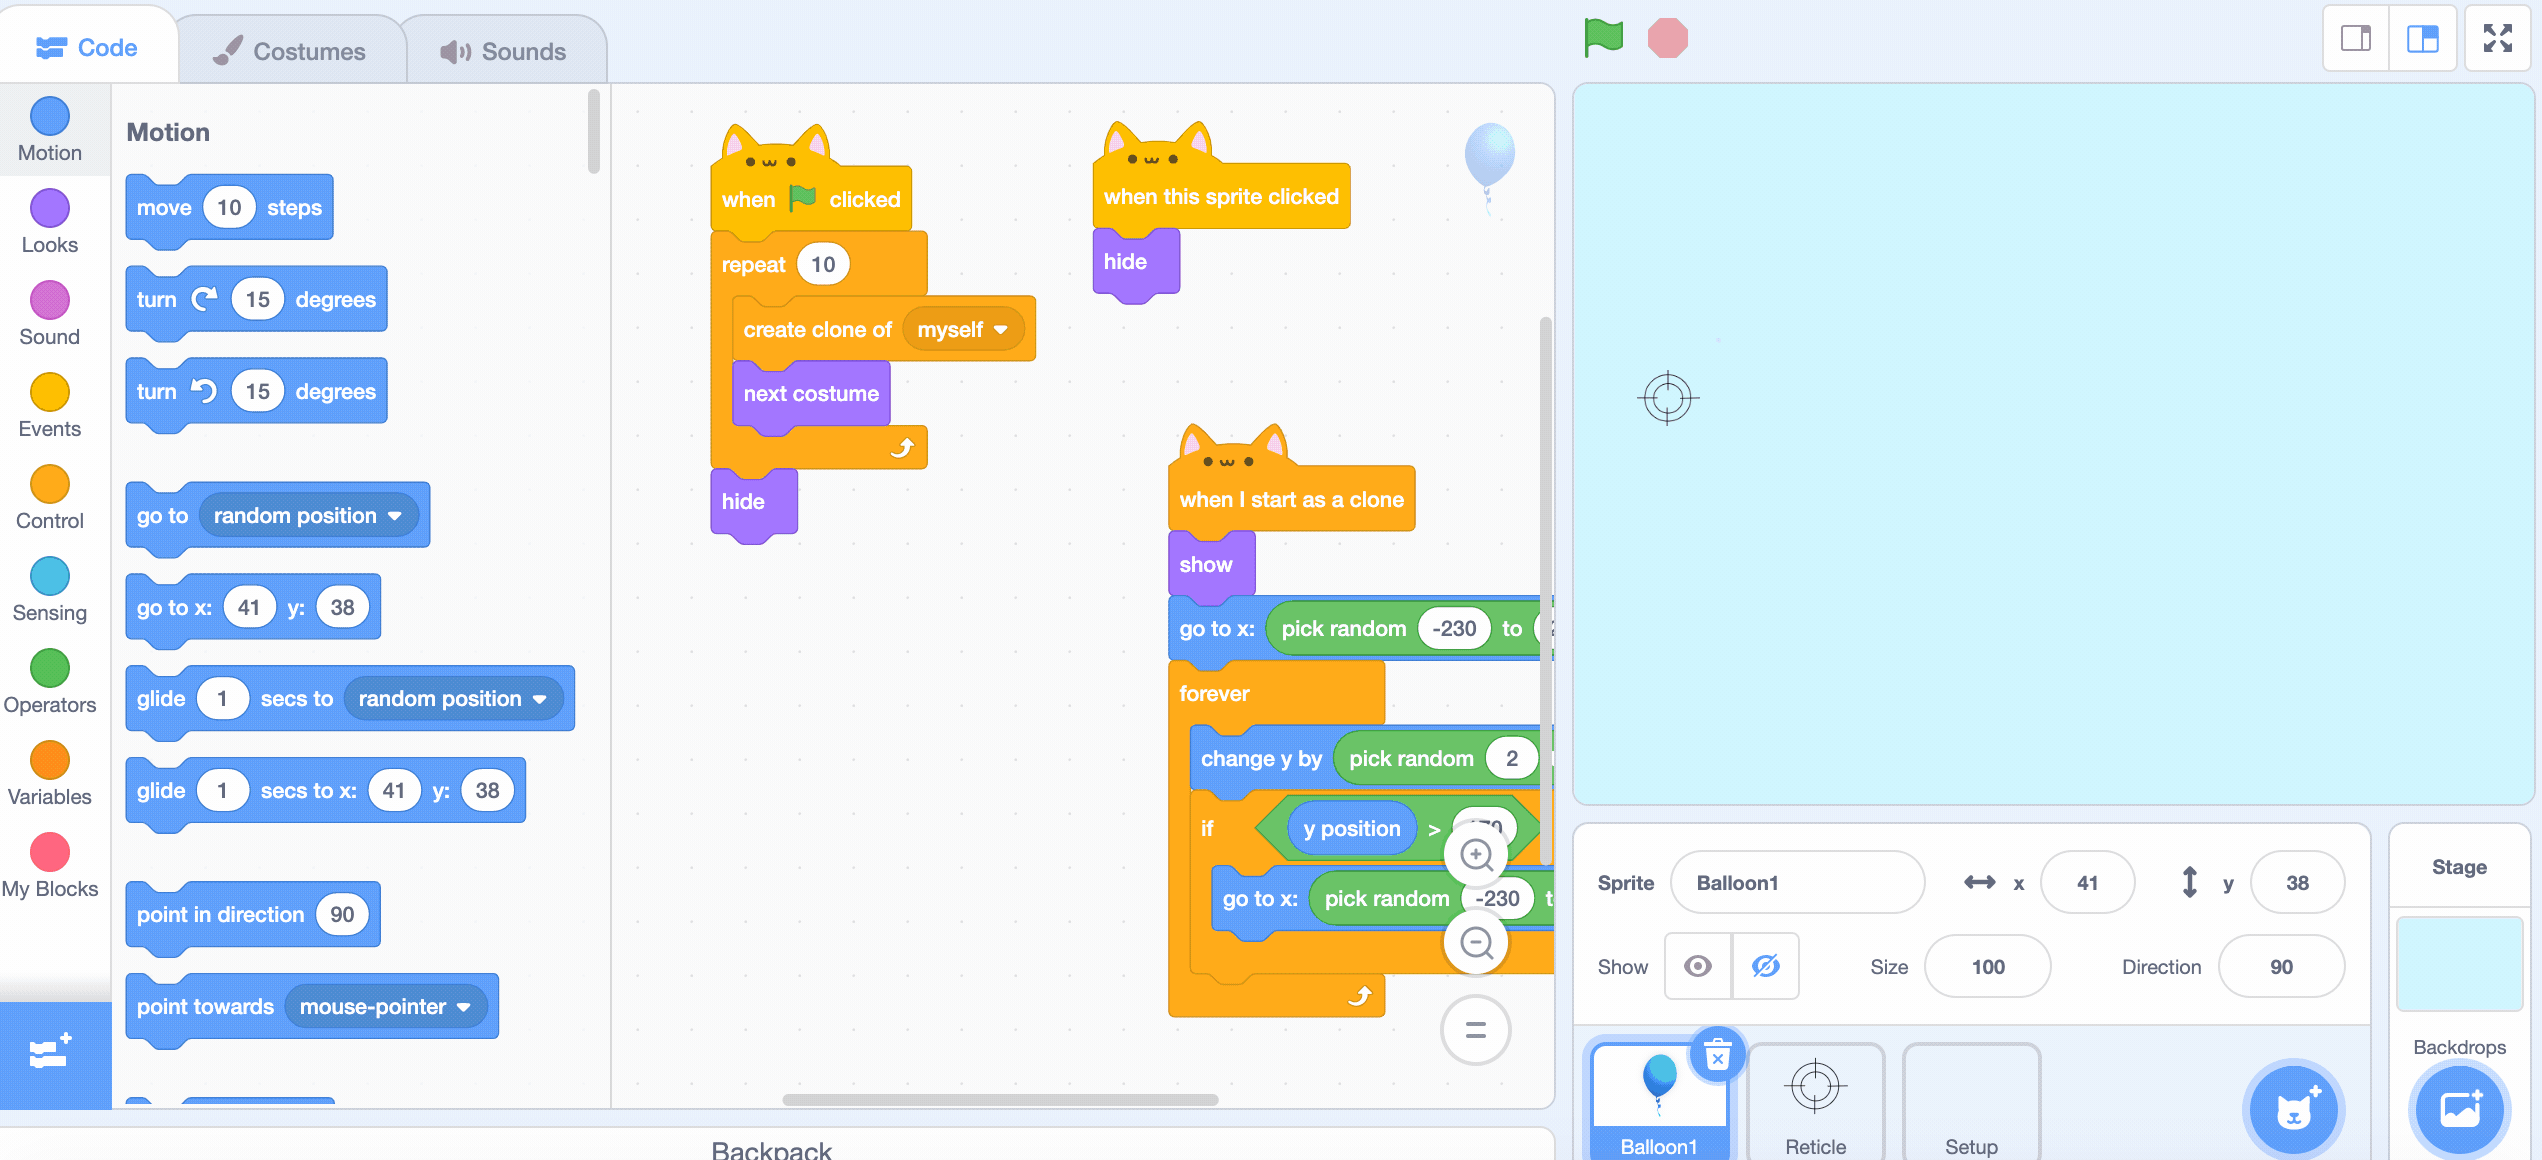 Code
Costumes
Sounds
Motion
Looks
Sound
Events
Control
Sensing
Operators
Variables
My Blocks
Motion
move 10 steps
turn 15 degrees
turn 15 degrees
go to random position
go to x: 41 y: 38
glide 1 secs to random position
glide 1 secs to x: 41 y: 38
point in direction 90
point towards mouse-pointer
when clicked
repeat 10
create clone of myself
next costume
hide
when this sprite clicked
hide
when I start as a clone
show
go to x: pick random -230 to
forever
change y by pick random 2
if y position >
go to x: pick random -230
Backpack
Sprite Balloon1 x 41 y 38
Show Size 100 Direction 90
Balloon1
Reticle
Setup
Stage
Backdrops